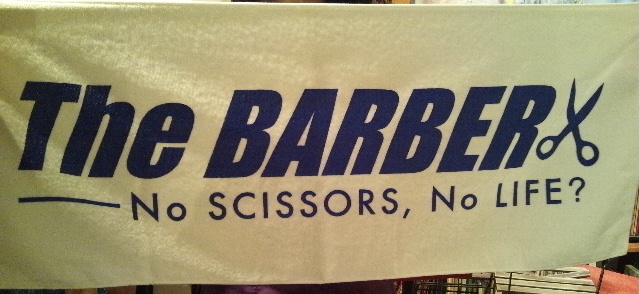 The BARBER
No SCISSORS, No LIFE?